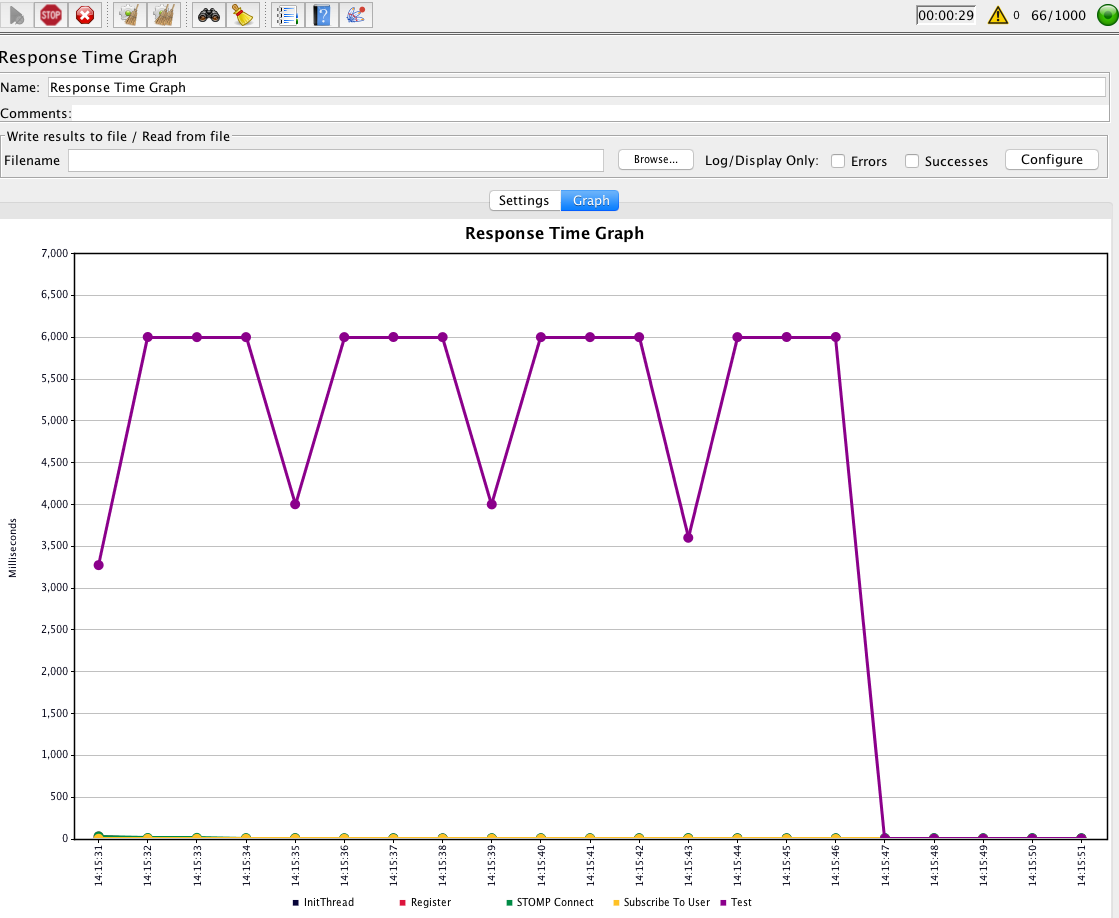 STOP
00:00:29
0
66/1000
Response Time Graph
Name: Response Time Graph
Comments:
Write results to file / Read from file
Filename
Browse...
Log/Display Only:
Errors
Successes
Configure
Settings
Graph
Response Time Graph
7,000
6,500
6,000
5,500
5,000
4,500
4,000
3,500
3,000
2,500
2,000
1,500
1,000
500
0
Milliseconds
14:15:31
14:15:32
14:15:33
14:15:34
14:15:35
14:15:36
14:15:37
14:15:38
14:15:39
14:15:40
14:15:41
14:15:42
14:15:43
14:15:44
14:15:45
14:15:46
14:15:47
14:15:48
14:15:49
14:15:50
14:15:51
InitThread
Register
STOMP Connect
Subscribe To User
Test